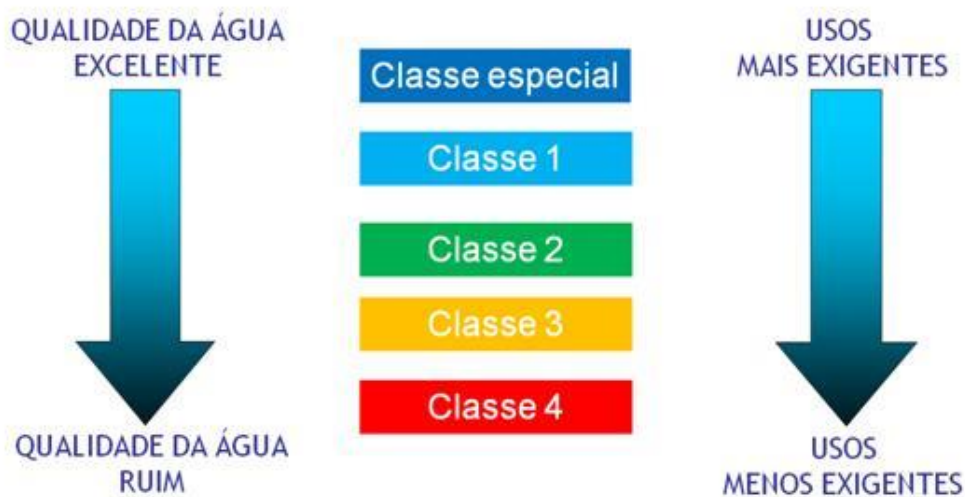 QUALIDADE DA ÁGUA
EXCELENTE
USOS
MAIS EXIGENTES
Classe especial
Classe 1
Classe 2
Classe 3
Classe 4
QUALIDADE DA ÁGUA
RUIM
USOS
MENOS EXIGENTES